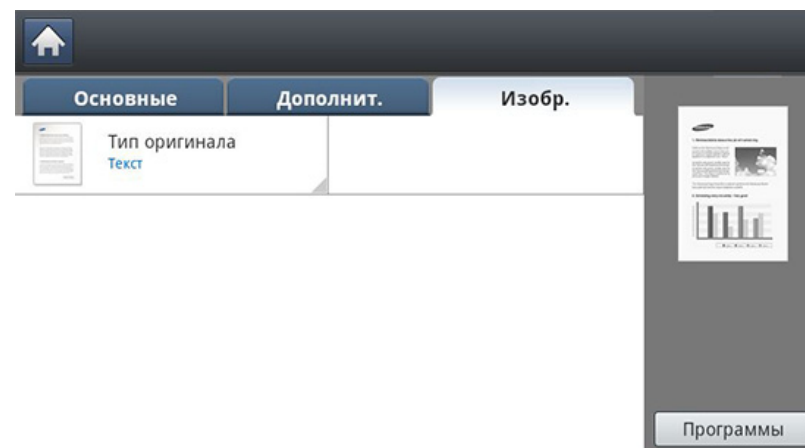 Основные
Дополнит.
Изобр.
Тип оригинала
Текст
Программы